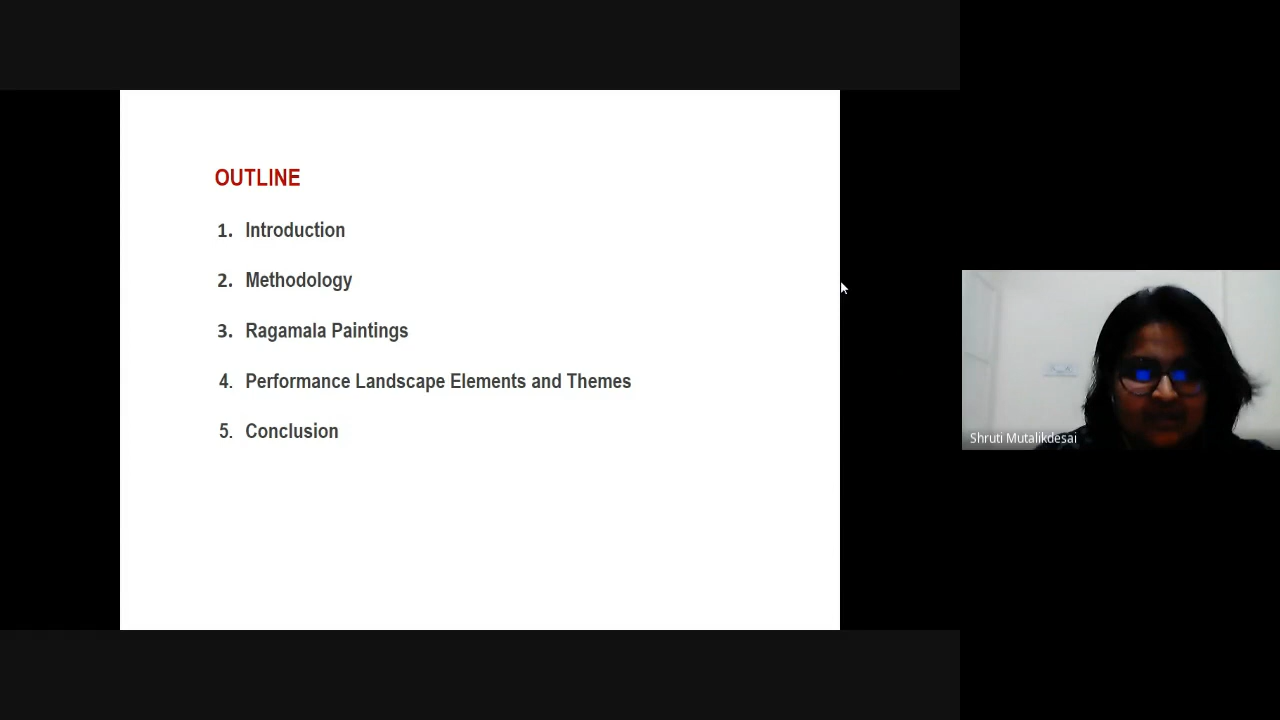 OUTLINE
1. Introduction
2. Methodology
3. Ragamala Paintings
4. Performance Landscape Elements and Themes
5. Conclusion
Shruti Mutalikdesai